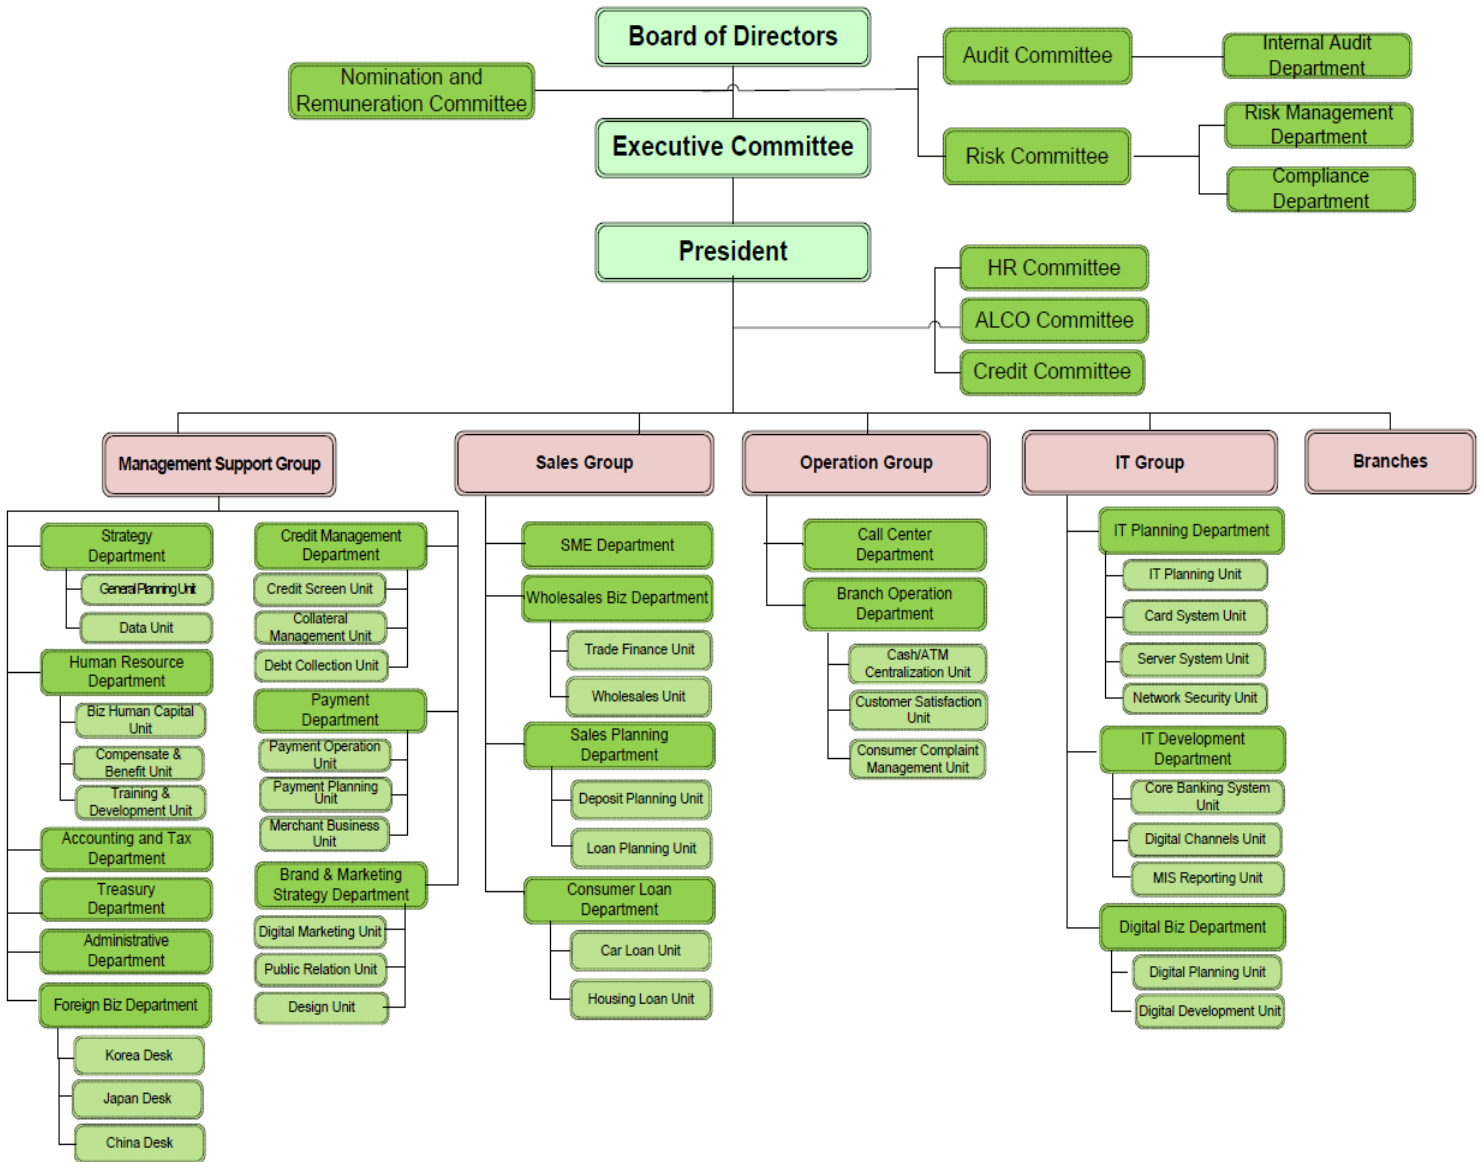 Board of Directors
Nomination and
Remuneration Committee
Audit Committee
Internal Audit
Department
Executive Committee
Risk Committee
Risk Management
Department
Compliance
Department
President
HR Committee
ALCO Committee
Credit Committee
Management Support Group
Sales Group
Operation Group
IT Group
Branches
Strategy
Department
General Planning Unit
Data Unit
Human Resource
Department
Biz Human Capital
Unit
Compensate &
Benefit Unit
Training &
Development Unit
Accounting and Tax
Department
Treasury
Department
Administrative
Department
Foreign Biz Department
Korea Desk
Japan Desk
China Desk
Credit Management
Department
Credit Screen Unit
Collateral
Management Unit
Debt Collection Unit
Payment
Department
Payment Operation
Unit
Payment Planning
Unit
Merchant Business
Unit
Brand & Marketing
Strategy Department
Digital Marketing Unit
Public Relation Unit
Design Unit
SME Department
Wholesales Biz Department
Trade Finance Unit
Wholesales Unit
Sales Planning
Department
Deposit Planning Unit
Loan Planning Unit
Consumer Loan
Department
Car Loan Unit
Housing Loan Unit
Call Center
Department
Branch Operation
Department
Cash/ATM
Centralization Unit
Customer Satisfaction
Unit
Consumer Complaint
Management Unit
IT Planning Department
IT Planning Unit
Card System Unit
Server System Unit
Network Security Unit
IT Development
Department
Core Banking System
Unit
Digital Channels Unit
MIS Reporting Unit
Digital Biz Department
Digital Planning Unit
Digital Development Unit